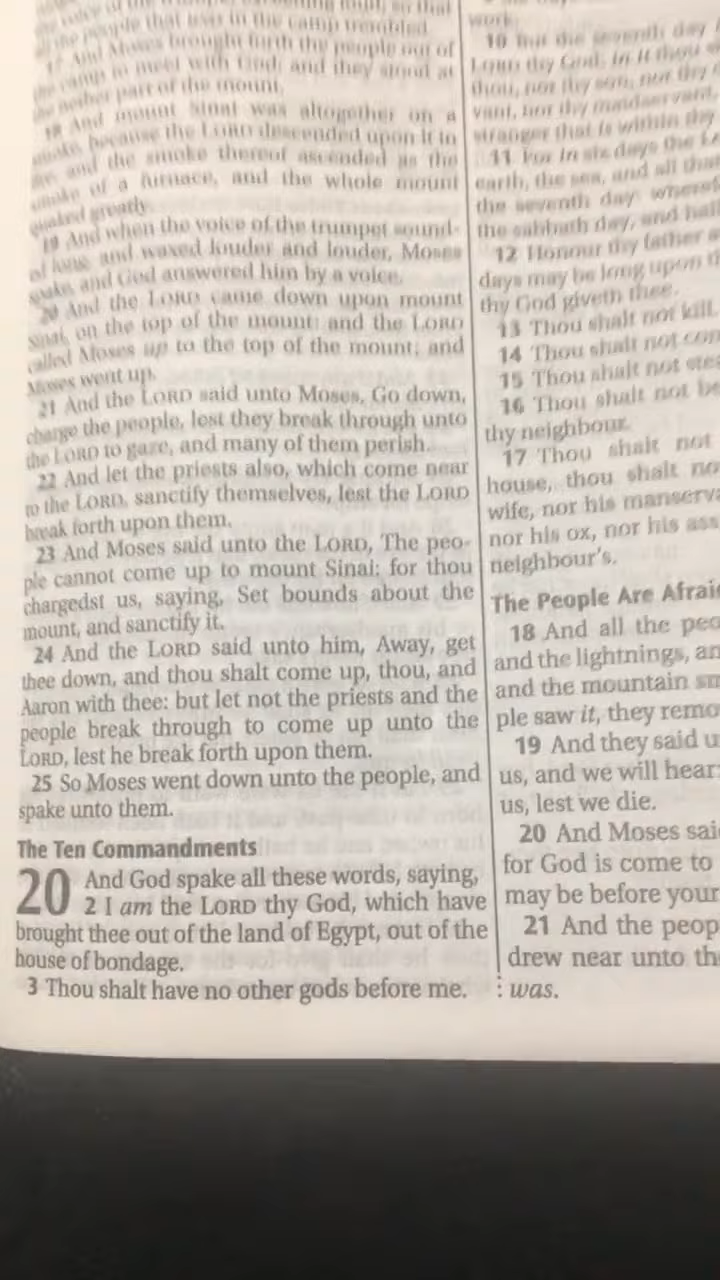 the people that was in the camp trembled.
17 And Moses brought forth the people out of
the camp to meet with God; and they stood at
the nether part of the mount.
18 And mount Sinai was altogether on a
smoke, because the LORD descended upon it in
and the smoke thereof ascended as the
smoke of a furnace, and the whole mount
quaked greatly.
19 And when the voice of the trumpet sound-
ed long, and waxed louder and louder, Moses
spake, and God answered him by a voice.
20 And the LORD came down upon mount
Sinai, on the top of the mount: and the LORD
called Moses up to the top of the mount; and
Moses went up.
21 And the LORD said unto Moses, Go down,
charge the people, lest they break through unto
the LORD to gaze, and many of them perish.
22 And let the priests also, which come near
to the LORD, sanctify themselves, lest the LORD
break forth upon them.
23 And Moses said unto the LORD, The peo-
ple cannot come up to mount Sinai: for thou
chargedst us, saying, Set bounds about the
mount, and sanctify it.
24 And the LORD said unto him, Away, get
thee down, and thou shalt come up, thou, and
Aaron with thee: but let not the priests and the
people break through to come up unto the
LORD, lest he break forth upon them.
25 So Moses went down unto the people, and
spake unto them.
The Ten Commandments
20 And God spake all these words, saying,
2 I am the LORD thy God, which have
brought thee out of the land of Egypt, out of the
house of bondage.
3 Thou shalt have no other gods before me.
work:
10 But the seventh day
LORD thy God: in it thou
thou, nor thy son, nor thy
vant, nor thy maidservant,
stranger that is within thy
11 For in six days the
earth, the sea, and all that
the seventh day: wheref
the sabbath day, and hall
12 Honour thy father a
days may be long upon th
thy God giveth thee.
13 Thou shalt not kill.
14 Thou shalt not com
15 Thou shalt not stea
16 Thou shalt not be
thy neighbour.
17 Thou shalt not
house, thou shalt no
wife, nor his manserva
nor his ox, nor his ass
neighbour's.
The People Are Afraid
18 And all the peo
and the lightnings, an
and the mountain sm
ple saw it, they remo
19 And they said u
us, and we will hear:
us, lest we die.
20 And Moses said
for God is come to
may be before your
21 And the peop
drew near unto th
was.